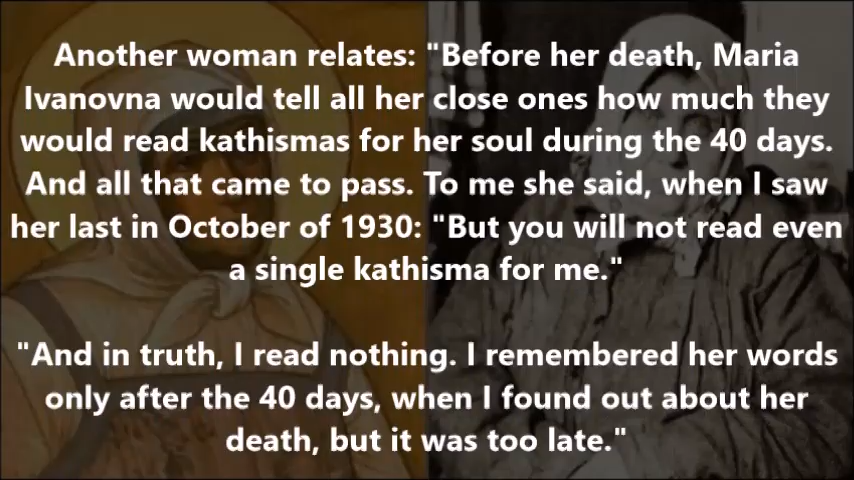 Another woman relates: "Before her death, Maria
Ivanovna would tell all her close ones how much they
would read kathismas for her soul during the 40 days.
And all that came to pass. To me she said, when I saw
her last in October of 1930: "But you will not read even
a single kathisma for me."
"And in truth, I read nothing. I remembered her words
only after the 40 days, when I found out about her
death, but it was too late."